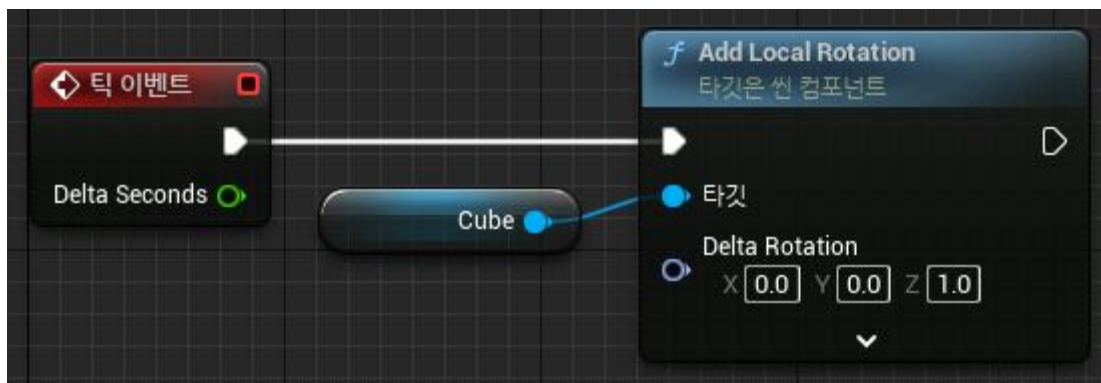 틱 이벤트
Delta Seconds
Cube
f Add Local Rotation
타깃은 씬 컴포넌트
타깃
Delta Rotation
X 0.0 Y 0.0 Z 1.0